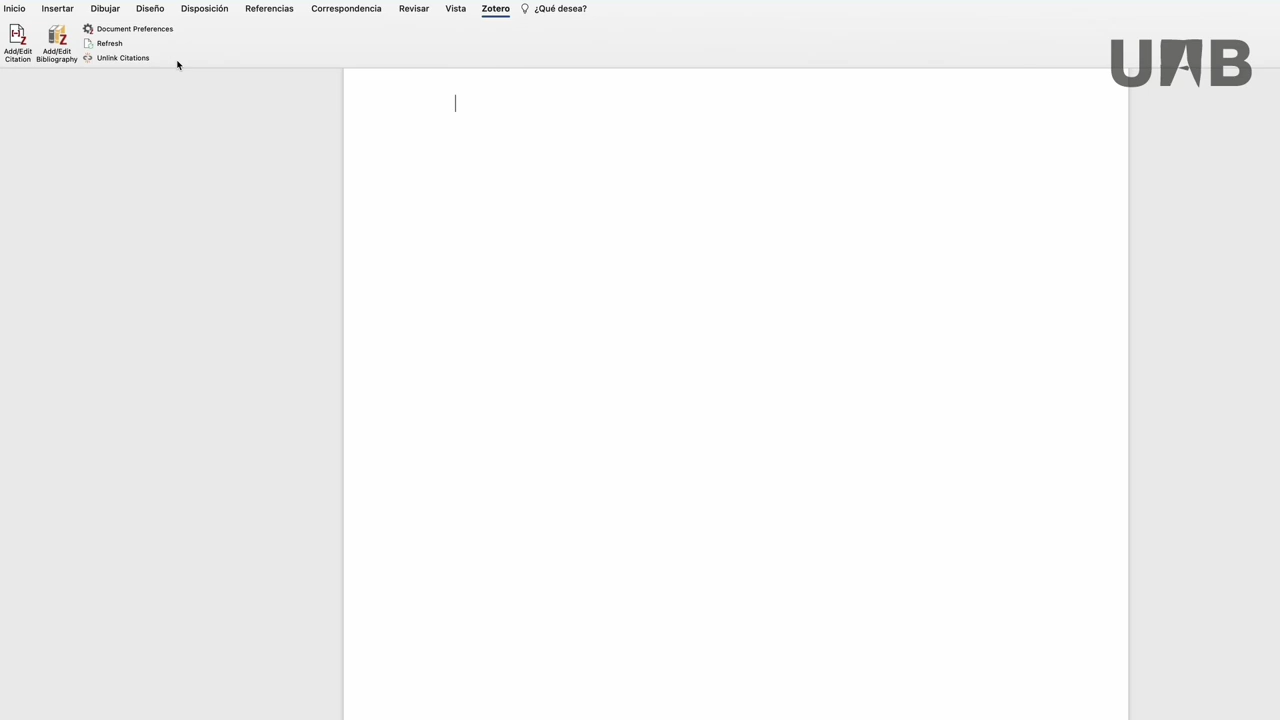 Inicio Insertar Dibujar Diseño Disposición Referencias Correspondencia Revisar Vista Zotero ¿Qué desea?
Add/Edit Citation
Add/Edit Bibliography
Document Preferences
Refresh
Unlink Citations
UAB